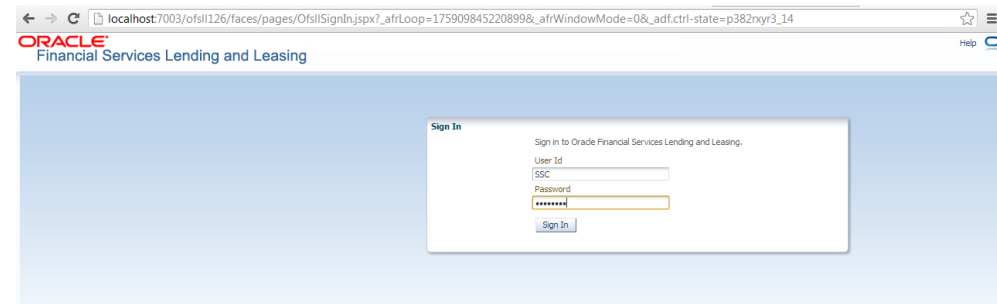 localhost:7003/ofsll126/faces/pages/OfsllSignIn.jspx?_afrLoop=175909845220899&_afrWindowMode=0&_adf.ctrl-state=p382rxyr3_14
ORACLE'
Help
Financial Services Lending and Leasing
Sign In
Sign in to Oracle Financial Services Lending and Leasing.
User Id
SSC
Password
••••••••
Sign In